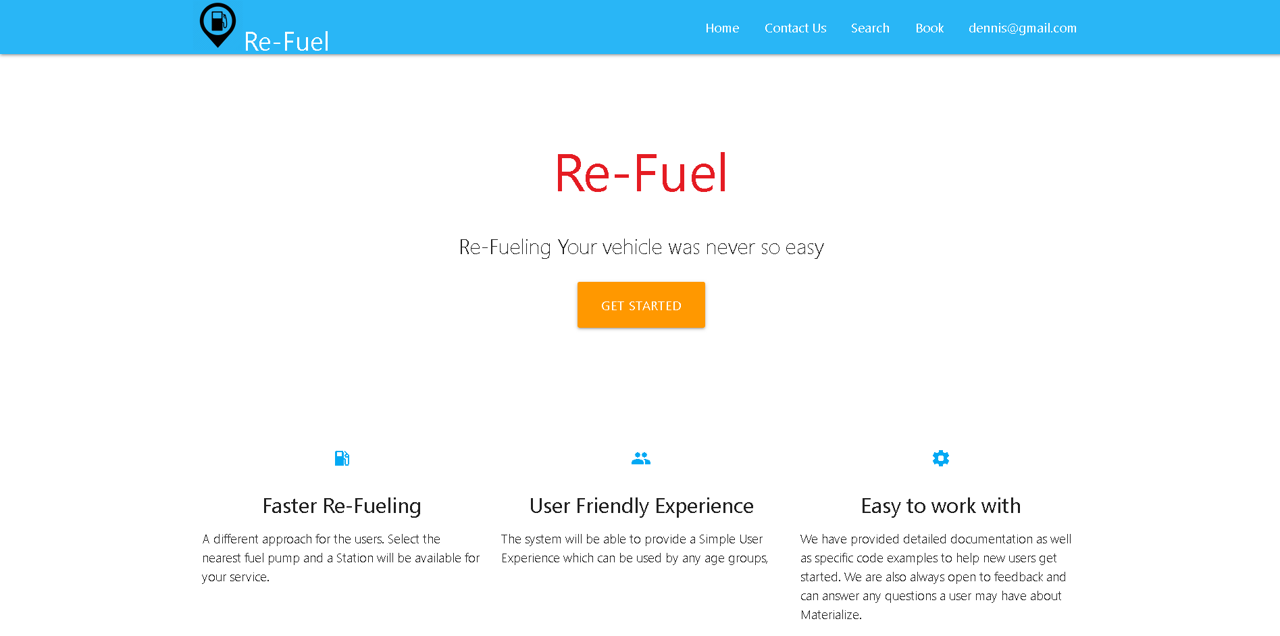 Re-Fuel
Home Contact Us Search Book dennis@gmail.com
Re-Fuel
Re-Fueling Your vehicle was never so easy
GET STARTED
Faster Re-Fueling
A different approach for the users. Select the
nearest fuel pump and a Station will be available for
your service.
User Friendly Experience
The system will be able to provide a Simple User
Experience which can be used by any age groups,
Easy to work with
We have provided detailed documentation as well
as specific code examples to help new users get
started. We are also always open to feedback and
can answer any questions a user may have about
Materialize.